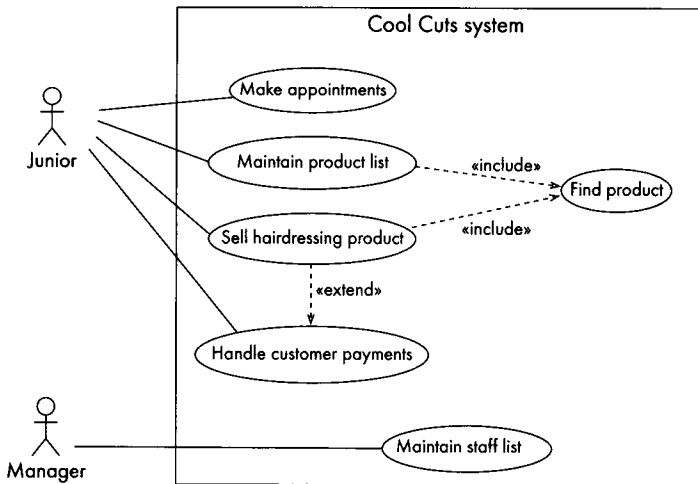 Cool Cuts system
Make appointments
Junior
Maintain product list
«include»
Find product
Sell hairdressing product
«include»
«extend»
Handle customer payments
Maintain staff list
Manager